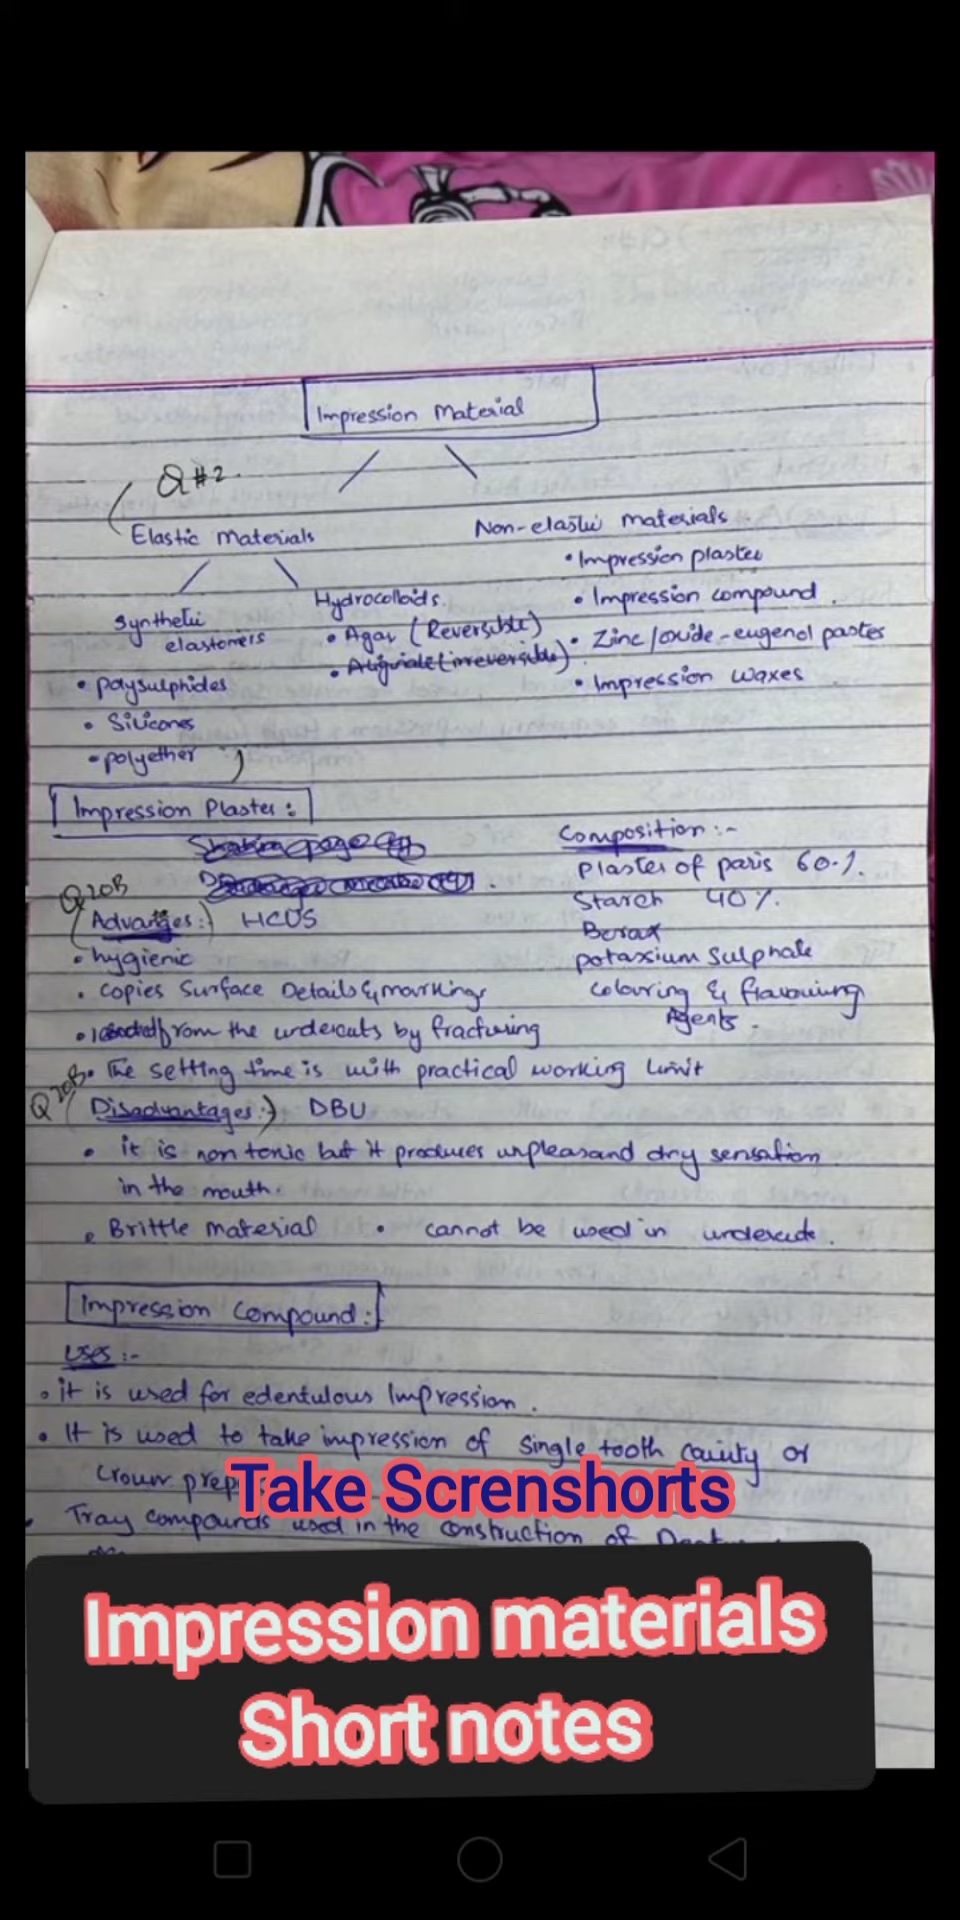 Impression Material
Q#2.
Elastic Materials
Non-elastic materials
• Impression plaster
• Impression compound.
• Zinc/oxide-eugenol pastes
• Impression waxes
Synthetic
elastomers
• Polysulphides
• Silicones
• polyether
Hydrocolloids.
• Agar (Reversible)
• (irreversible)
Impression Plaster:
Composition:-
Plaster of paris 60%.
Starch 40%.
Borax
potassium Sulphate
Colouring & flavouring
Agents.
Q20B
(Advantages:) HCUS
• hygienic
• Copies Surface Details & markings
• from the undercuts by fracturing
• The setting time is with practical working limit
Q20B
(Disadvantages:) DBU
• it is non toxic but it produces unpleasand dry sensation.
in the mouth.
• Brittle material • cannot be used in undercuts.
Impression Compound:
uses:-
• it is used for edentulous Impression.
• It is used to take impression of single tooth cavity or
crown prep
Tray compounds used in the construction of
Take Screnshorts
Impression materials
Short notes